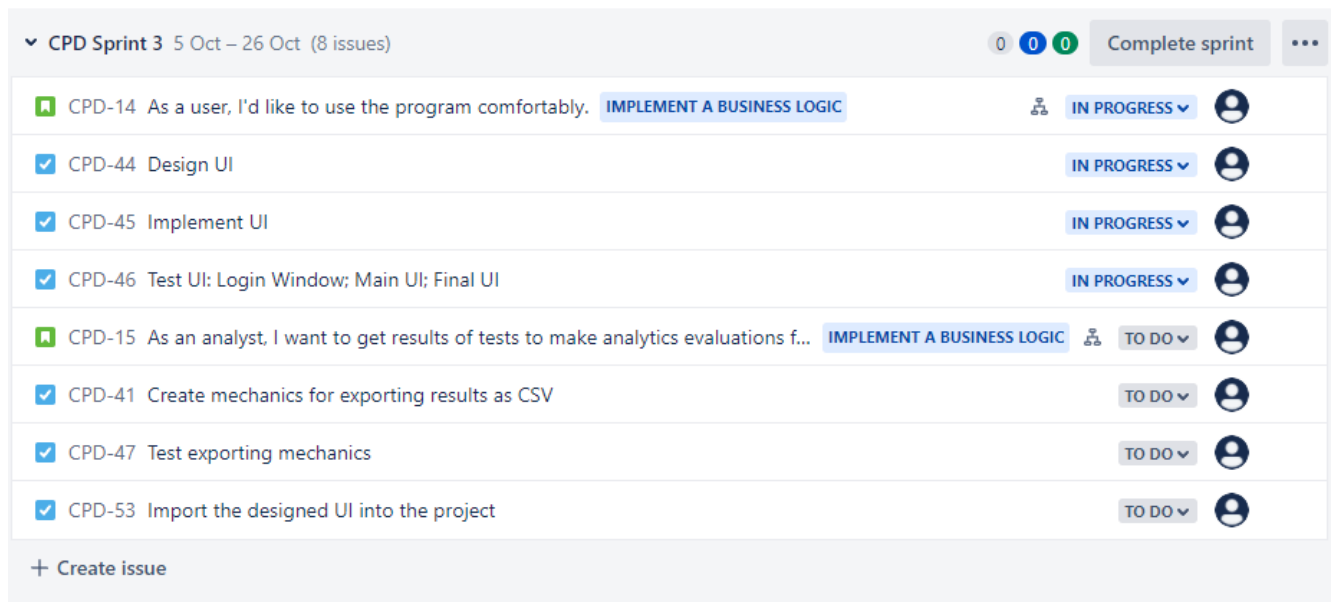 CPD Sprint 3 5 Oct – 26 Oct (8 issues) 0 0 0 Complete sprint
CPD-14 As a user, I'd like to use the program comfortably. IMPLEMENT A BUSINESS LOGIC IN PROGRESS
CPD-44 Design UI IN PROGRESS
CPD-45 Implement UI IN PROGRESS
CPD-46 Test UI: Login Window; Main UI; Final UI IN PROGRESS
CPD-15 As an analyst, I want to get results of tests to make analytics evaluations f... IMPLEMENT A BUSINESS LOGIC TO DO
CPD-41 Create mechanics for exporting results as CSV TO DO
CPD-47 Test exporting mechanics TO DO
CPD-53 Import the designed UI into the project TO DO
+ Create issue